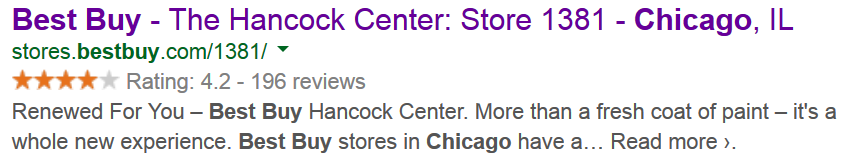 Best Buy - The Hancock Center: Store 1381 - Chicago, IL
stores.bestbuy.com/1381/
Rating: 4.2 - 196 reviews
Renewed For You – Best Buy Hancock Center. More than a fresh coat of paint – it's a
whole new experience. Best Buy stores in Chicago have a… Read more ›.